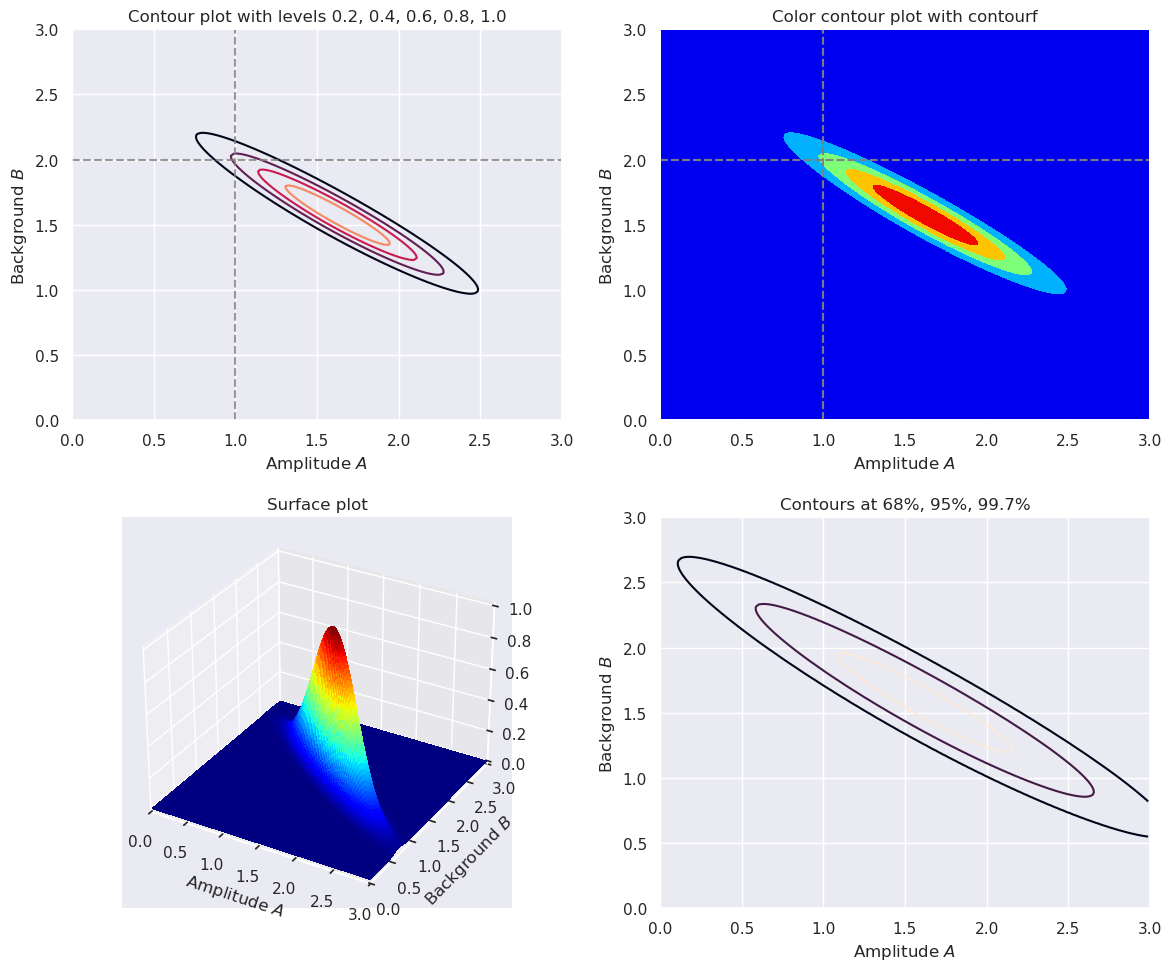 Contour plot with levels 0.2, 0.4, 0.6, 0.8, 1.0
3.0
2.5
2.0
1.5
1.0
0.5
0.0
Background B
0.0 0.5 1.0 1.5 2.0 2.5 3.0
Amplitude A
Color contour plot with contourf
3.0
2.5
2.0
1.5
1.0
0.5
0.0
Background B
0.0 0.5 1.0 1.5 2.0 2.5 3.0
Amplitude A
Surface plot
1.0
0.8
0.6
0.4
0.2
0.0
3.0
2.5
2.0
1.5
1.0
0.5
0.0
Background B
0.0 0.5 1.0 1.5 2.0 2.5 3.0
Amplitude A
Contours at 68%, 95%, 99.7%
3.0
2.5
2.0
1.5
1.0
0.5
0.0
Background B
0.0 0.5 1.0 1.5 2.0 2.5 3.0
Amplitude A